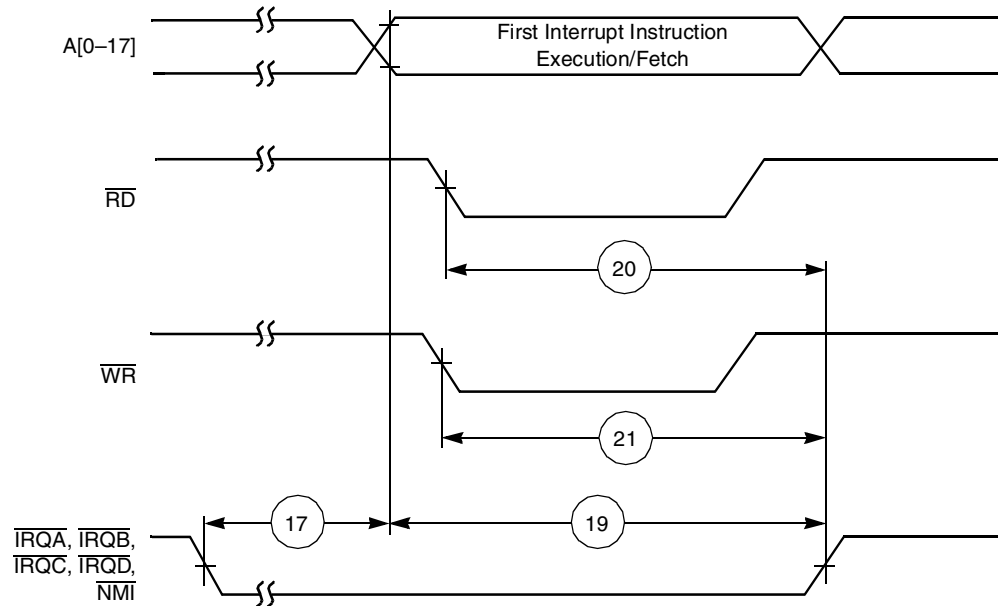 A[0–17]
First Interrupt Instruction
Execution/Fetch
RD
20
WR
21
17
19
IRQA, IRQB,
IRQC, IRQD,
NMI